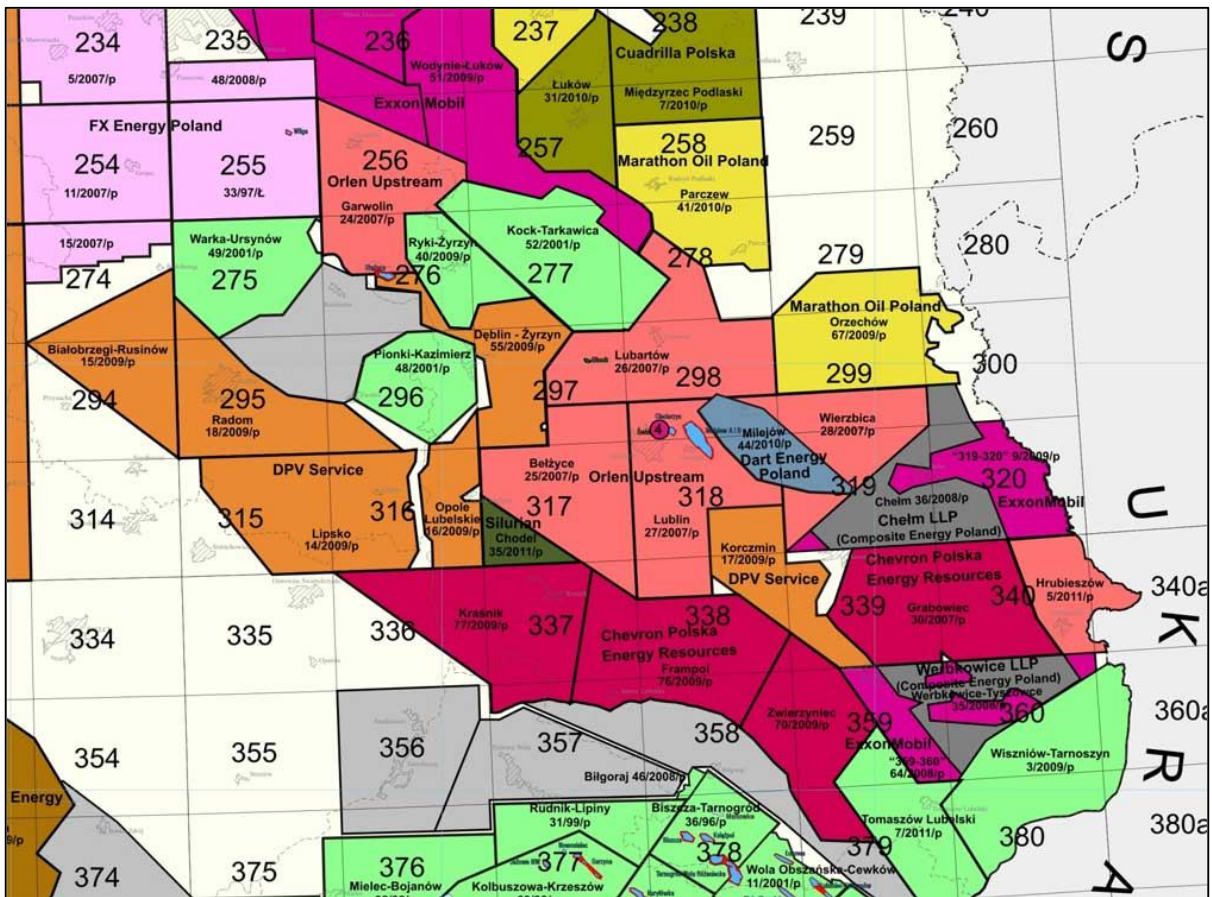 234
235
236
237
238
239
240
5/2007/p
48/2008/p
Wodynie-Łuków
51/2009/p
Cuadrilla Polska
Exxon Mobil
Łuków
31/2010/p
Międzyrzec Podlaski
7/2010/p
S
FX Energy Poland
254
11/2007/p
255
33/97/Ł
256
Orlen Upstream
Garwolin
24/2007/p
257
258
Marathon Oil Poland
Parczew
41/2010/p
259
260
15/2007/p
274
Warka-Ursynów
49/2001/p
275
Ryki-Żyrzyn
40/2009/p
276
Kock-Tarkawica
52/2001/p
277
278
279
280
Białobrzegi-Rusinów
15/2009/p
294
295
Radom
18/2009/p
Pionki-Kazimierz
48/2001/p
296
Dęblin - Żyrzyn
55/2009/p
297
Lubartów
26/2007/p
298
Marathon Oil Poland
Orzechów
67/2009/p
299
300
DPV Service
314
315
Lipsko
14/2009/p
316
Opole
Lubelskie
16/2009/p
Bełżyce
25/2007/p
317
Silurian
Chodel
35/2011/p
4
Orlen Upstream
318
Lublin
27/2007/p
Milejów
44/2010/p
Dart Energy
Poland
Wierzbica
28/2007/p
319
"319-320" 9/2009/p
320
ExxonMobil
Chełm 36/2008/p
Chełm LLP
(Composite Energy Poland)
U
Korczmin
17/2009/p
DPV Service
Chevron Polska
Energy Resources
339
Grabowiec
30/2007/p
340
Hrubieszów
5/2011/p
340a
334
335
336
Kraśnik
77/2009/p
337
338
Chevron Polska
Energy Resources
Frampol
76/2009/p
K
Werbkowice LLP
(Composite Energy Poland)
Werbkowice-Tyszowce
35/2008/p
354
355
356
357
358
Zwierzyniec
70/2009/p
359
ExxonMobil
"359-360"
64/2008/p
360
360a
Wiszniów-Tarnoszyn
3/2009/p
R
Energy
Biłgoraj 46/2008/p
Rudnik-Lipiny
31/99/p
Biszcza-Tarnogród
36/96/p
Tomaszów Lubelski
7/2011/p
379
380
380a
374
375
376
Mielec-Bojanów
377
Kolbuszowa-Krzeszów
378
Wola Obszańska-Cewków
11/2001/p
A